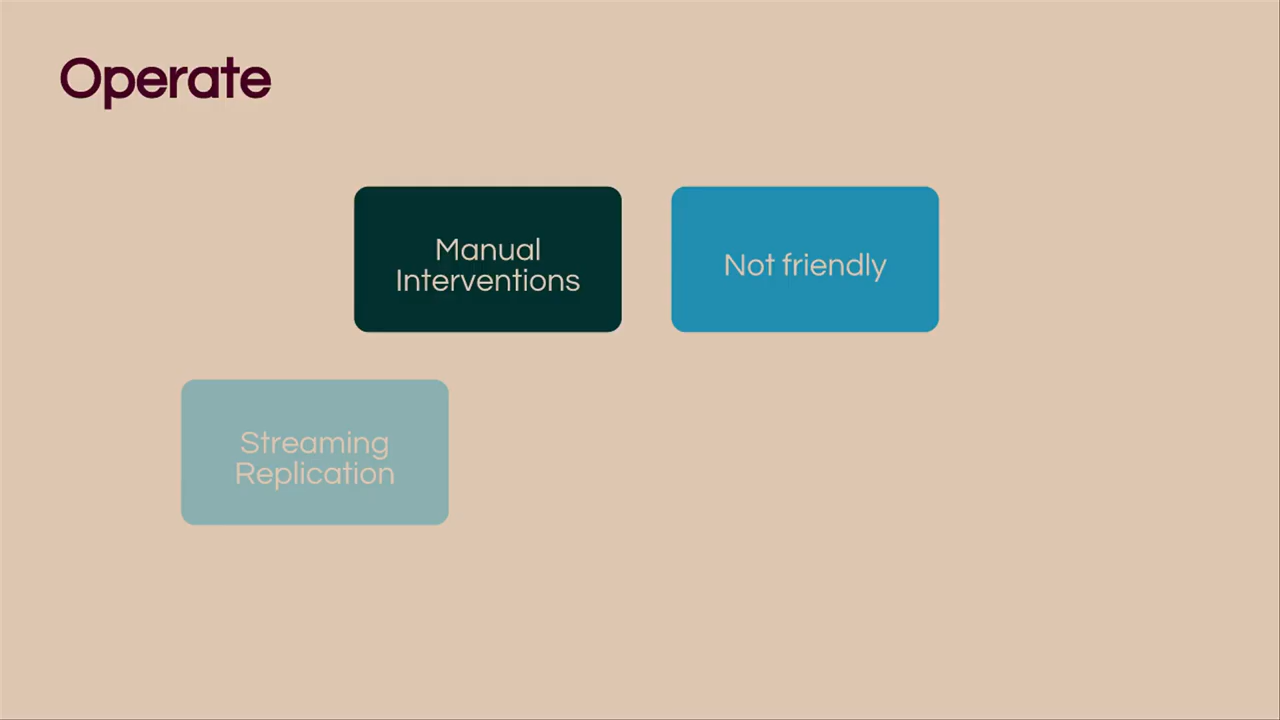 Operate
Manual
Interventions
Not friendly
Streaming
Replication